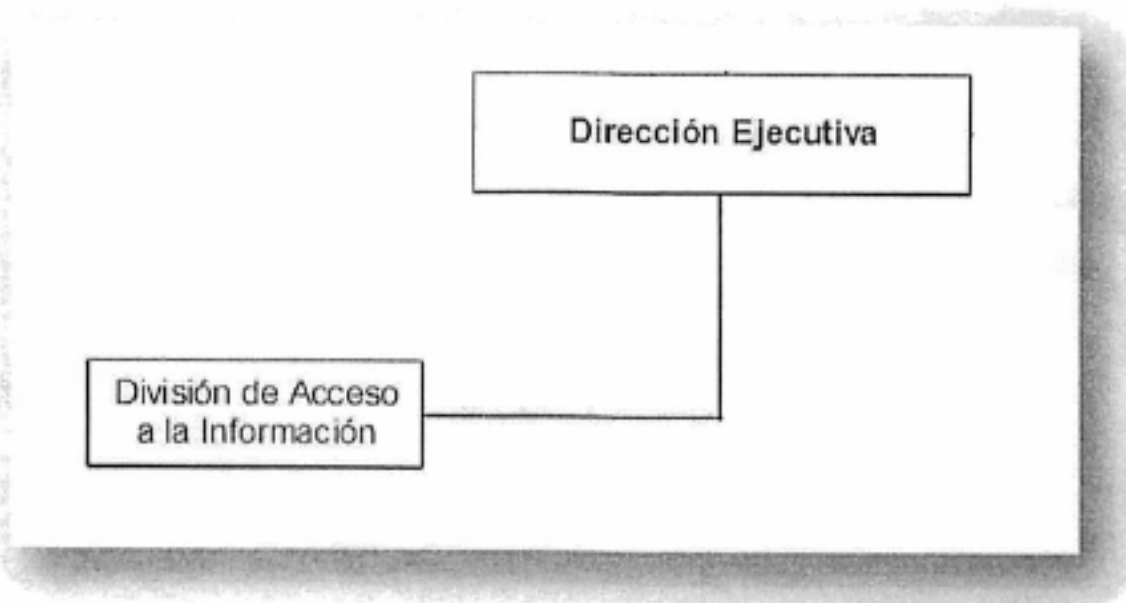 Dirección Ejecutiva
División de Acceso
a la Información